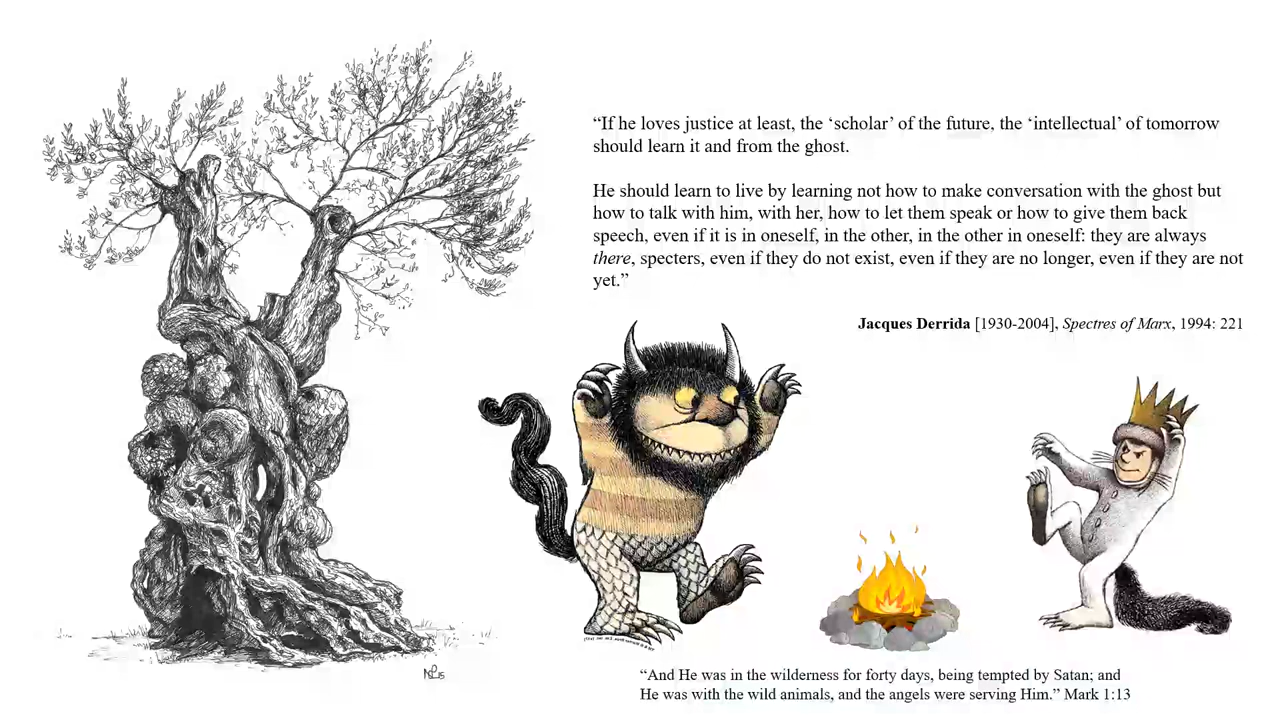 “If he loves justice at least, the ‘scholar’ of the future, the ‘intellectual’ of tomorrow
should learn it and from the ghost.
He should learn to live by learning not how to make conversation with the ghost but
how to talk with him, with her, how to let them speak or how to give them back
speech, even if it is in oneself, in the other, in the other in oneself: they are always
there, specters, even if they do not exist, even if they are no longer, even if they are not
yet.”
Jacques Derrida [1930-2004], Spectres of Marx, 1994: 221
“And He was in the wilderness for forty days, being tempted by Satan; and
He was with the wild animals, and the angels were serving Him.” Mark 1:13